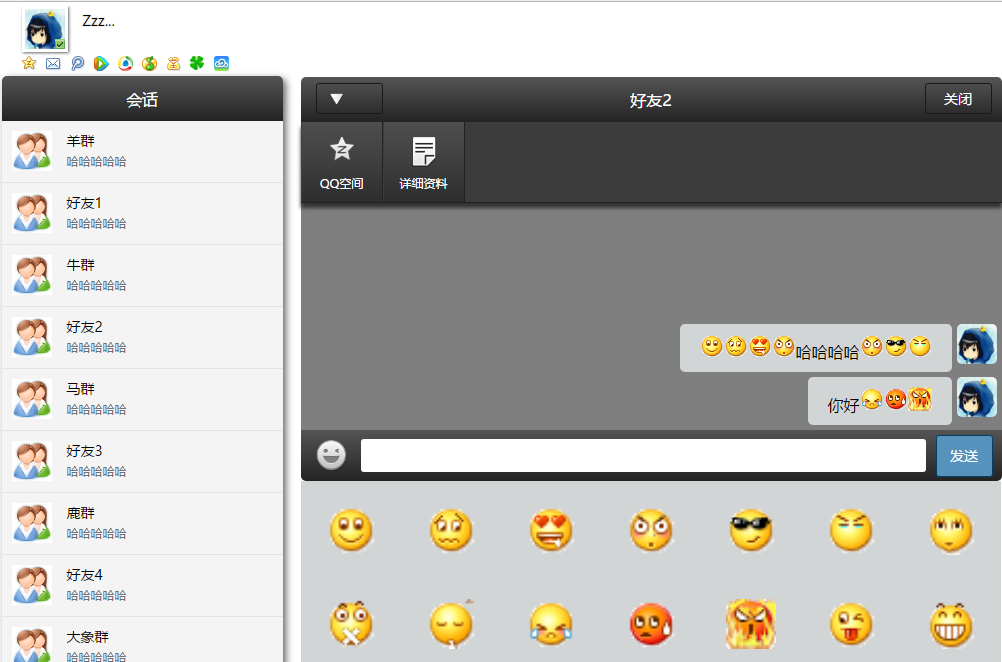 Zzz...
会话
羊群
哈哈哈哈哈
好友1
哈哈哈哈哈
牛群
哈哈哈哈哈
好友2
哈哈哈哈哈
马群
哈哈哈哈哈
好友3
哈哈哈哈哈
鹿群
哈哈哈哈哈
好友4
哈哈哈哈哈
大象群
哈哈哈哈哈
▼ 好友2 关闭
QQ空间 详细资料
哈哈哈哈
你好
发送